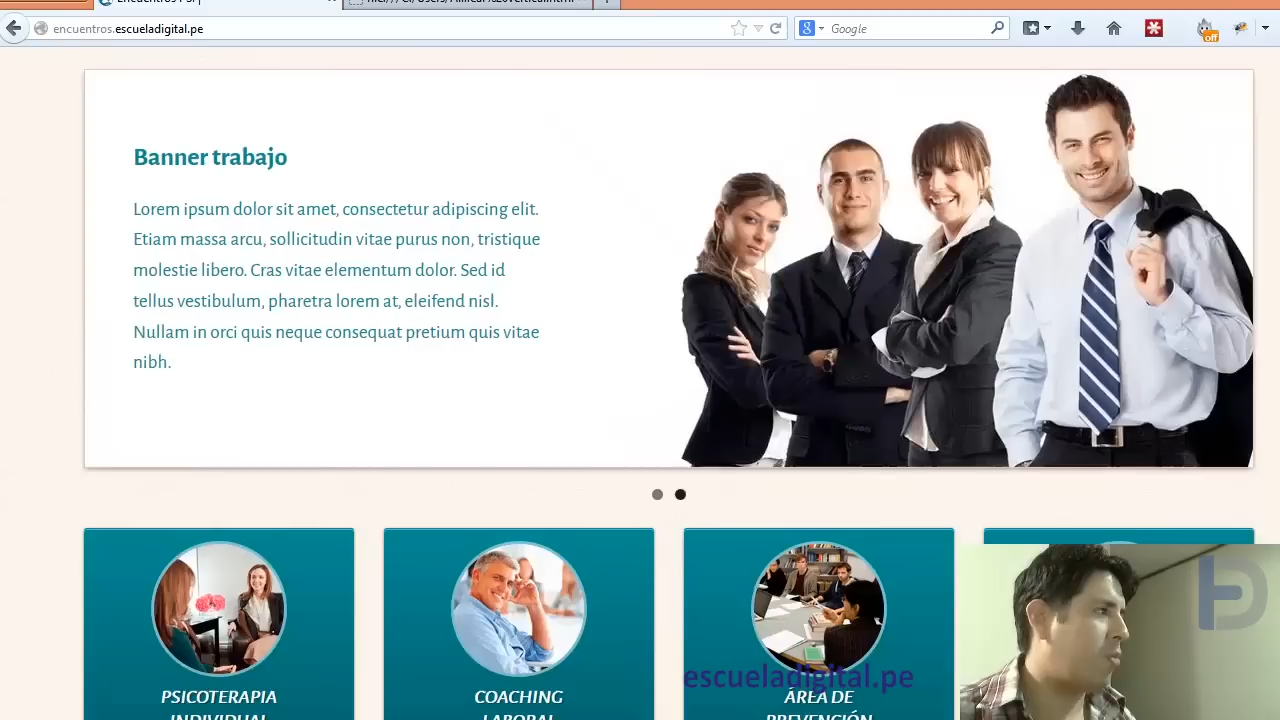 encuentros.escueladigital.pe
Google
off
Banner trabajo
Lorem ipsum dolor sit amet, consectetur adipiscing elit.
Etiam massa arcu, sollicitudin vitae purus non, tristique
molestie libero. Cras vitae elementum dolor. Sed id
tellus vestibulum, pharetra lorem at, eleifend nisl.
Nullam in orci quis neque consequat pretium quis vitae
nibh.
PSICOTERAPIA
INDIVIDUAL
COACHING
LABORAL
ÁREA DE
PREVENCIÓN
escueladigital.pe